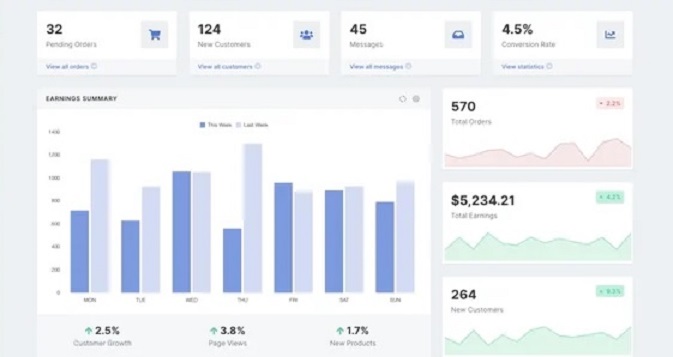 32
Pending Orders
View all orders
124
New Customers
View all customers
45
Messages
View all messages
4.5%
Conversion Rate
View statistics
EARNINGS SUMMARY
This Week
Last Week
1,400
1,200
1,000
800
600
400
200
0
MON
TUE
WED
THU
FRI
SAT
SUN
2.5%
Customer Growth
3.8%
Page Views
1.7%
New Products
570
2.2%
Total Orders
$5,234.21
4.2%
Total Earnings
264
New Customers